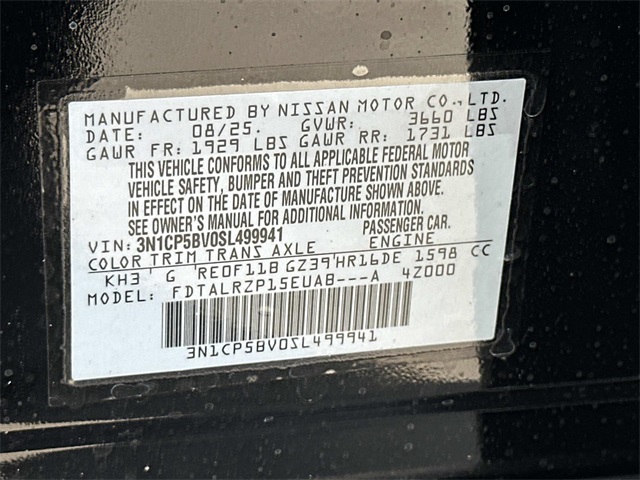 MANUFACTURED BY NISSAN MOTOR CO., LTD.
DATE: 08/25. GVWR: 3660 LBS
GAWR FR: 1929 LBS GAWR RR: 1731 LBS
THIS VEHICLE CONFORMS TO ALL APPLICABLE FEDERAL MOTOR
VEHICLE SAFETY, BUMPER AND THEFT PREVENTION STANDARDS
IN EFFECT ON THE DATE OF MANUFACTURE SHOWN ABOVE.
SEE OWNER'S MANUAL FOR ADDITIONAL INFORMATION.
VIN: 3N1CP5BV0SL499941 PASSENGER CAR.
COLOR TRIM TRANS AXLE ENGINE
KH3 G RE0F11B GZ39 HR16DE 1598 CC
MODEL: FDTALRZP15EUAB---A 4Z000
3N1CP5BV0SL499941